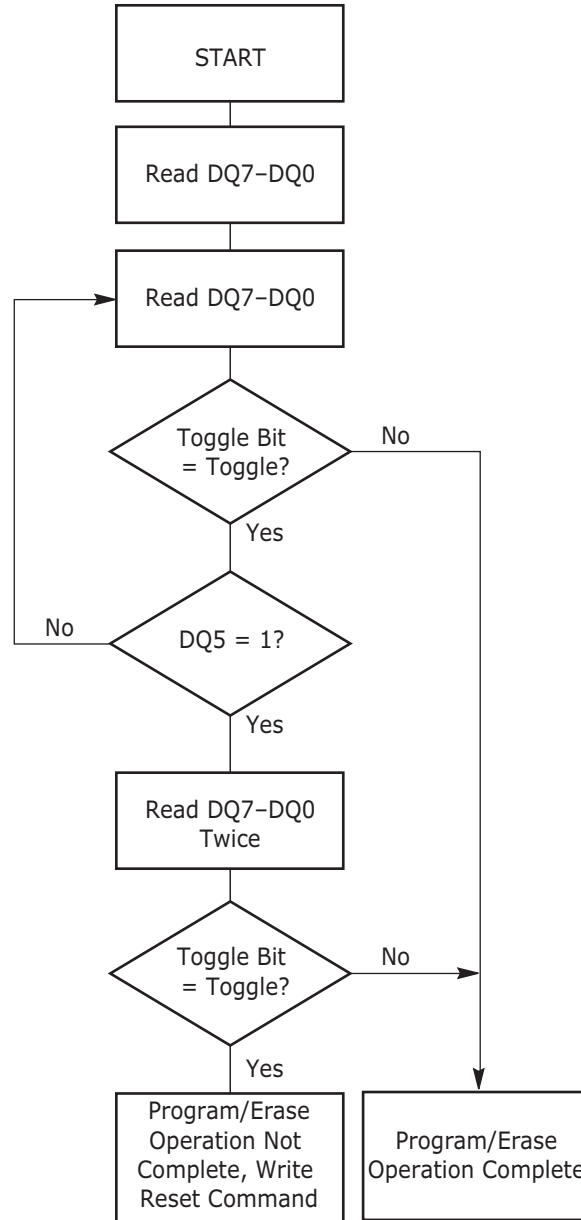 START
Read DQ7–DQ0
Read DQ7–DQ0
Toggle Bit
= Toggle?
No
Yes
No
DQ5 = 1?
Yes
Read DQ7–DQ0
Twice
Toggle Bit
= Toggle?
No
Yes
Program/Erase
Operation Not
Complete, Write
Reset Command
Program/Erase
Operation Complete